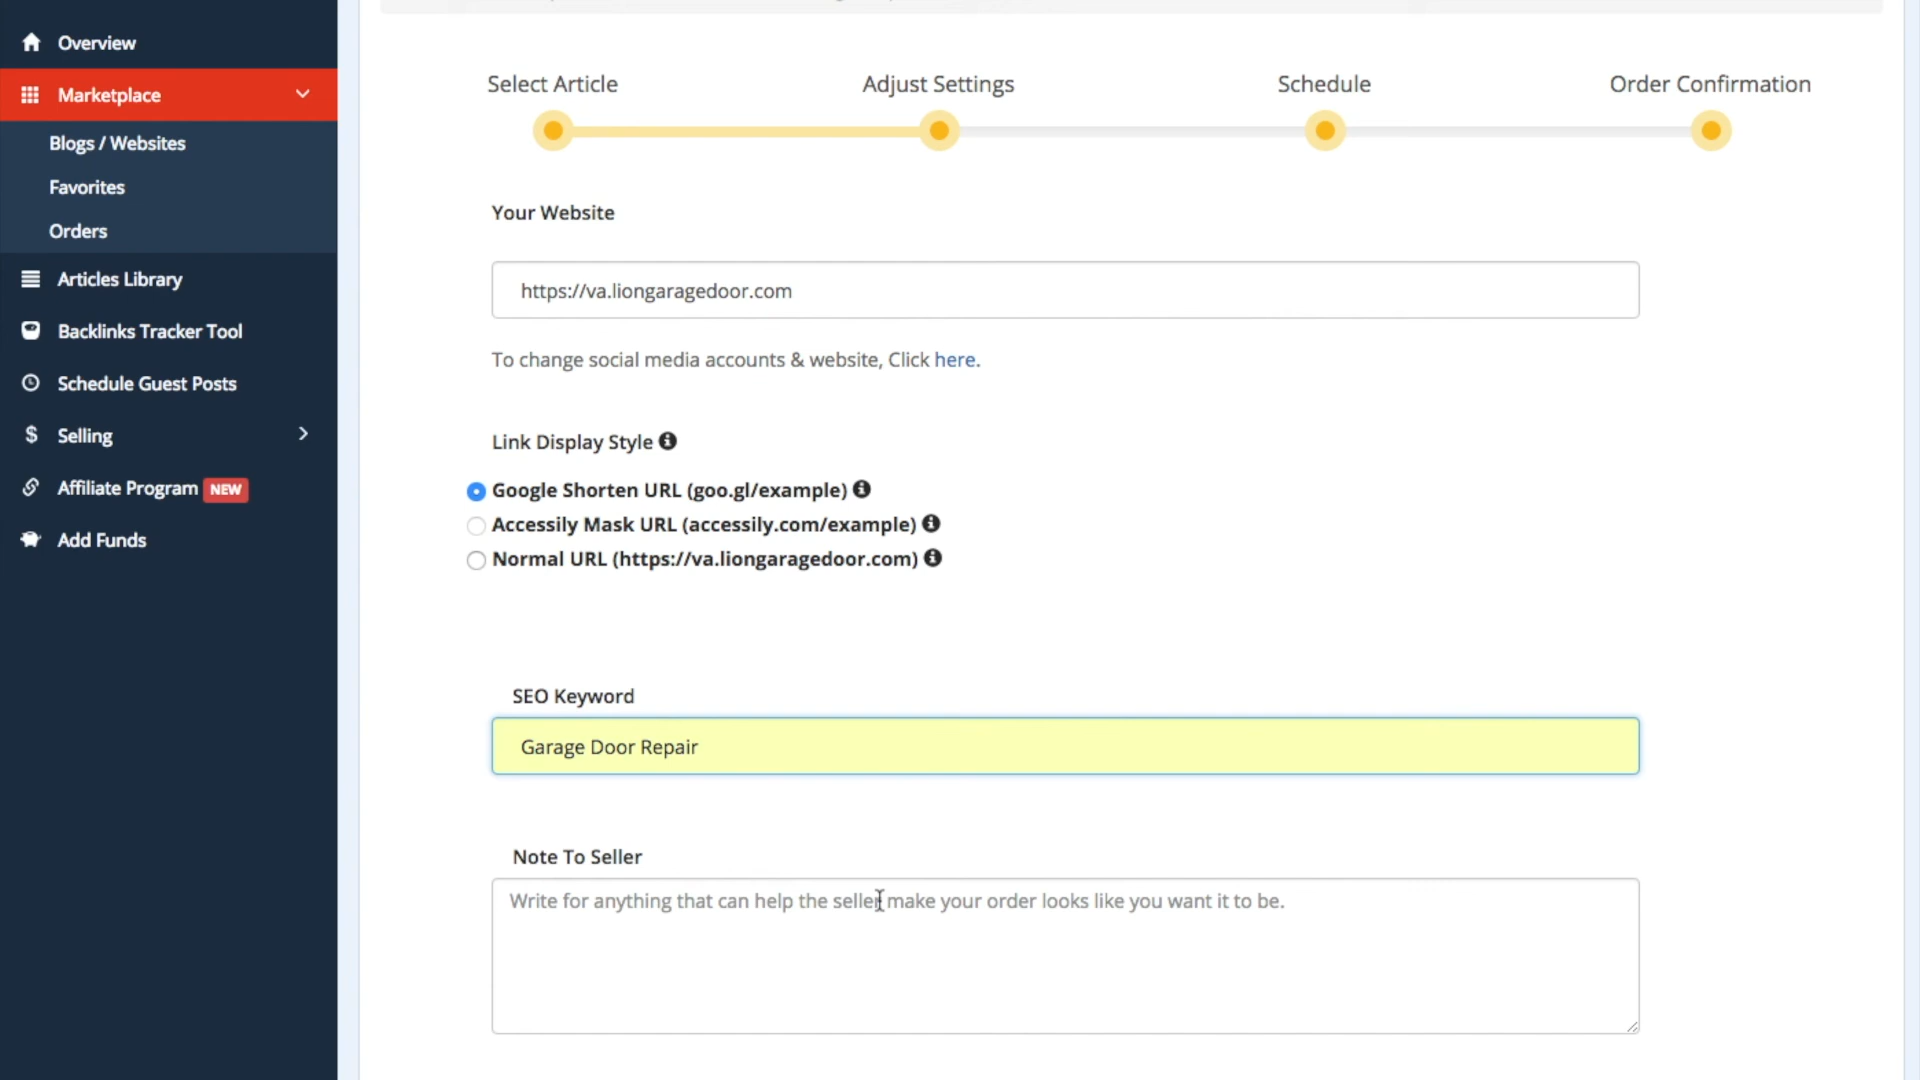 Overview
Marketplace
Blogs / Websites
Favorites
Orders
Articles Library
Backlinks Tracker Tool
Schedule Guest Posts
$ Selling
Affiliate Program NEW
Add Funds
Select Article
Adjust Settings
Schedule
Order Confirmation
Your Website
https://va.liongaragedoor.com
To change social media accounts & website, Click here.
Link Display Style
Google Shorten URL (goo.gl/example)
Accessily Mask URL (accessily.com/example)
Normal URL (https://va.liongaragedoor.com)
SEO Keyword
Garage Door Repair
Note To Seller
Write for anything that can help the seller make your order looks like you want it to be.